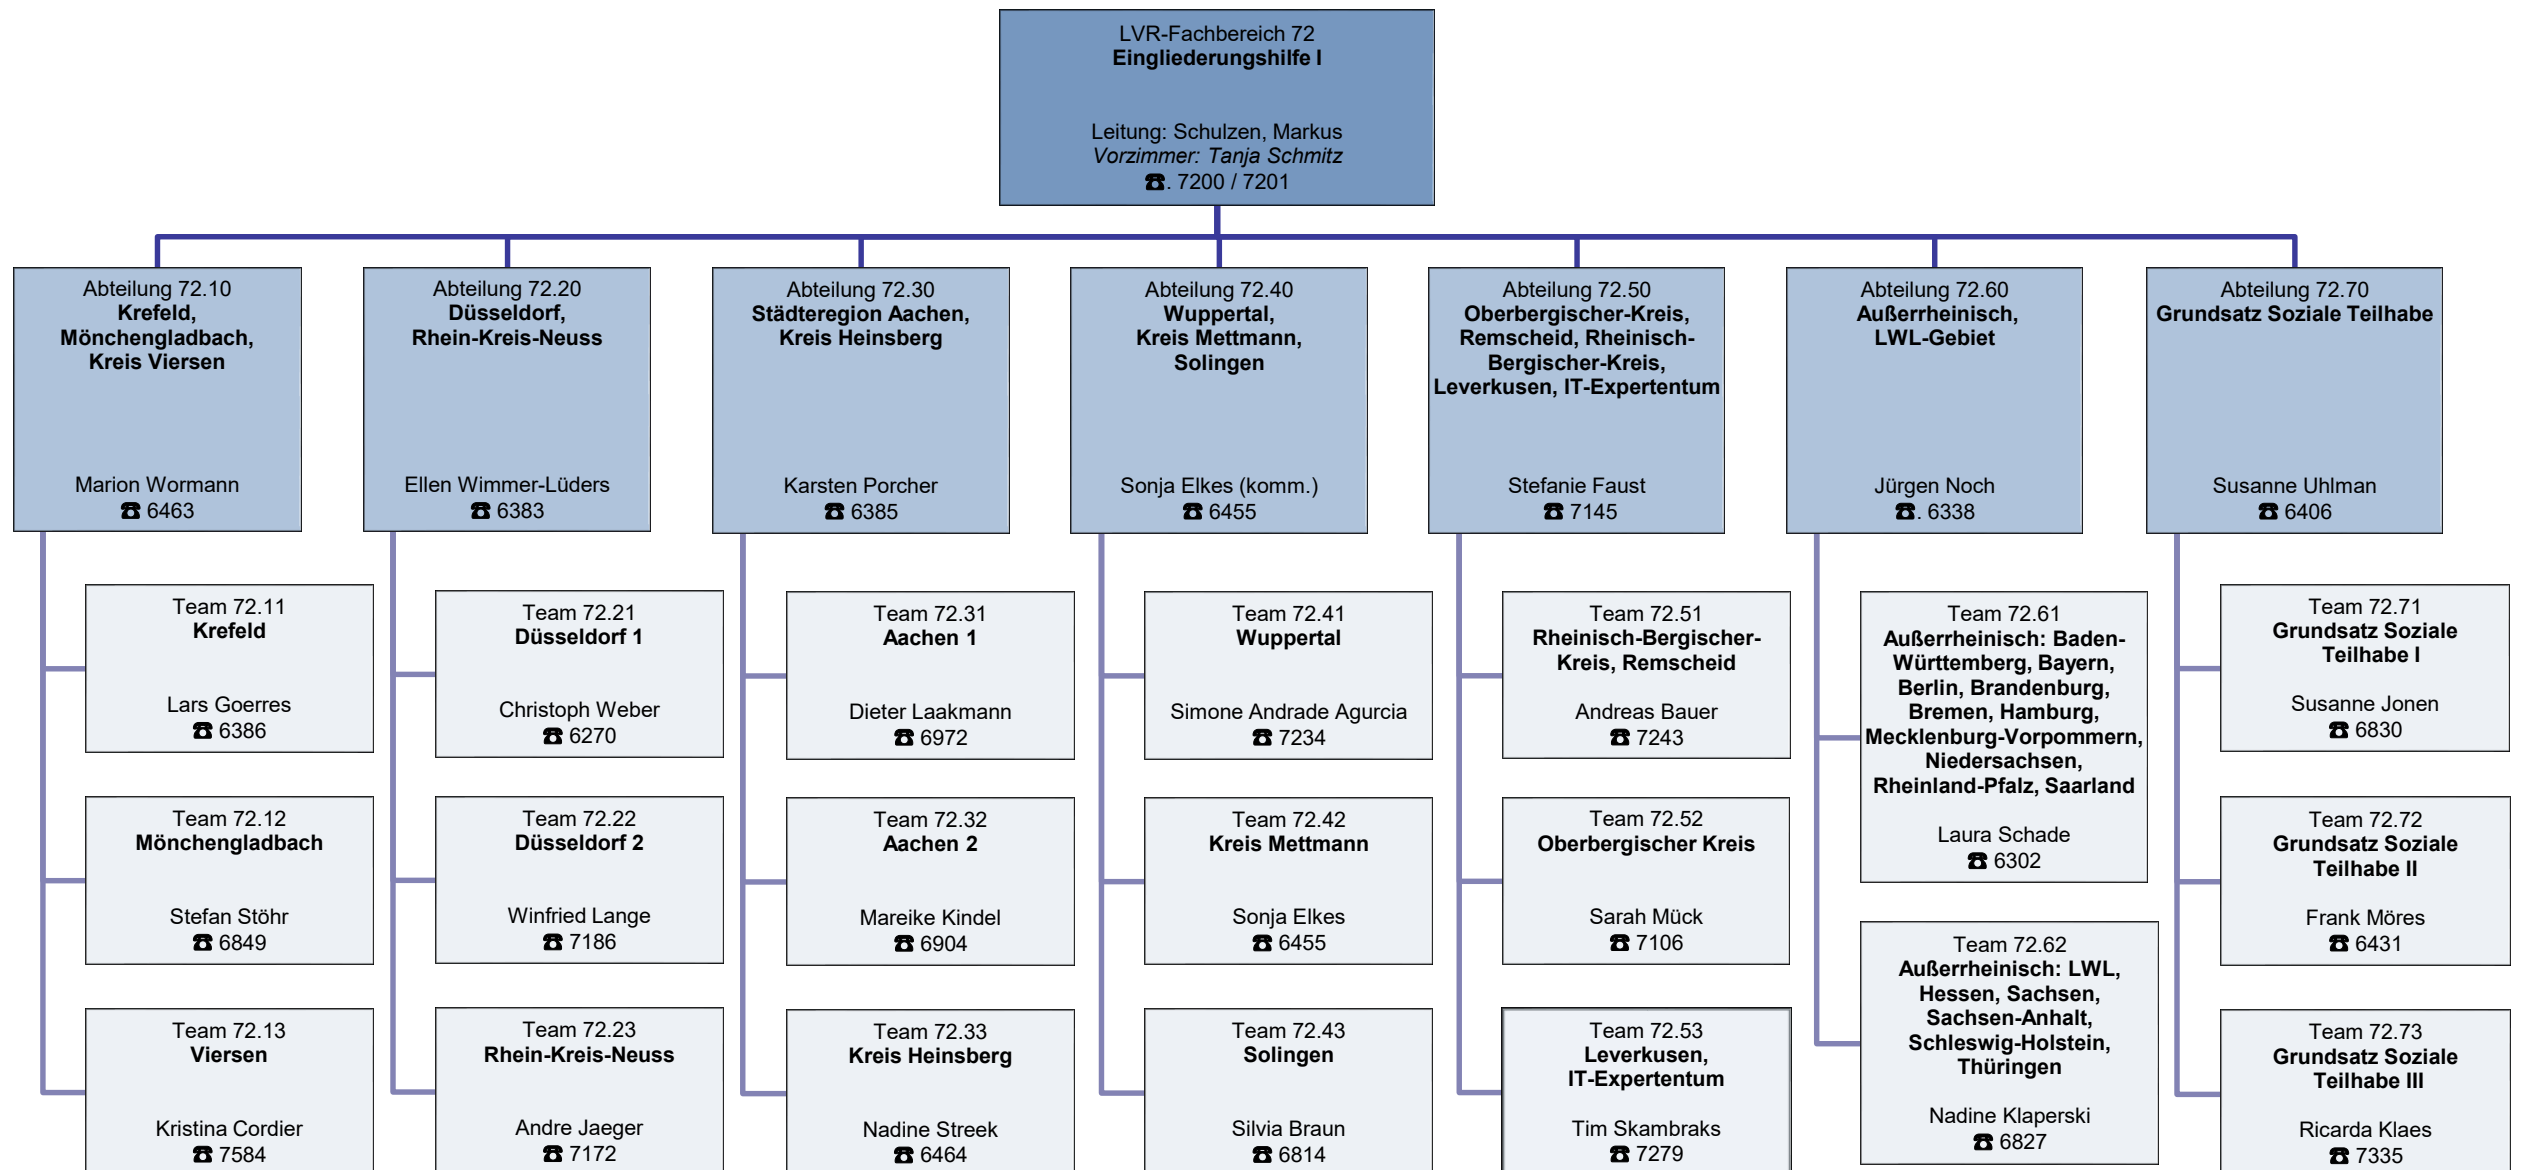 LVR-Fachbereich 72
Eingliederungshilfe I
Leitung: Schulzen, Markus
Vorzimmer: Tanja Schmitz
☎. 7200 / 7201
Abteilung 72.10
Krefeld,
Mönchengladbach,
Kreis Viersen
Marion Wormann
☎ 6463
Abteilung 72.20
Düsseldorf,
Rhein-Kreis-Neuss
Ellen Wimmer-Lüders
☎ 6383
Abteilung 72.30
Städteregion Aachen,
Kreis Heinsberg
Karsten Porcher
☎ 6385
Abteilung 72.40
Wuppertal,
Kreis Mettmann,
Solingen
Sonja Elkes (komm.)
☎ 6455
Abteilung 72.50
Oberbergischer-Kreis,
Remscheid, Rheinisch-
Bergischer-Kreis,
Leverkusen, IT-Expertentum
Stefanie Faust
☎ 7145
Abteilung 72.60
Außerrheinisch,
LWL-Gebiet
Jürgen Noch
☎. 6338
Abteilung 72.70
Grundsatz Soziale Teilhabe
Susanne Uhlman
☎ 6406
Team 72.11
Krefeld
Lars Goerres
☎ 6386
Team 72.12
Mönchengladbach
Stefan Stöhr
☎ 6849
Team 72.13
Viersen
Kristina Cordier
☎ 7584
Team 72.21
Düsseldorf 1
Christoph Weber
☎ 6270
Team 72.22
Düsseldorf 2
Winfried Lange
☎ 7186
Team 72.23
Rhein-Kreis-Neuss
Andre Jaeger
☎ 7172
Team 72.31
Aachen 1
Dieter Laakmann
☎ 6972
Team 72.32
Aachen 2
Mareike Kindel
☎ 6904
Team 72.33
Kreis Heinsberg
Nadine Streek
☎ 6464
Team 72.41
Wuppertal
Simone Andrade Agurcia
☎ 7234
Team 72.42
Kreis Mettmann
Sonja Elkes
☎ 6455
Team 72.43
Solingen
Silvia Braun
☎ 6814
Team 72.51
Rheinisch-Bergischer-
Kreis, Remscheid
Andreas Bauer
☎ 7243
Team 72.52
Oberbergischer Kreis
Sarah Mück
☎ 7106
Team 72.53
Leverkusen,
IT-Expertentum
Tim Skambraks
☎ 7279
Team 72.61
Außerrheinisch: Baden-
Württemberg, Bayern,
Berlin, Brandenburg,
Bremen, Hamburg,
Mecklenburg-Vorpommern,
Niedersachsen,
Rheinland-Pfalz, Saarland
Laura Schade
☎ 6302
Team 72.62
Außerrheinisch: LWL,
Hessen, Sachsen,
Sachsen-Anhalt,
Schleswig-Holstein,
Thüringen
Nadine Klaperski
☎ 6827
Team 72.71
Grundsatz Soziale
Teilhabe I
Susanne Jonen
☎ 6830
Team 72.72
Grundsatz Soziale
Teilhabe II
Frank Möres
☎ 6431
Team 72.73
Grundsatz Soziale
Teilhabe III
Ricarda Klaes
☎ 7335